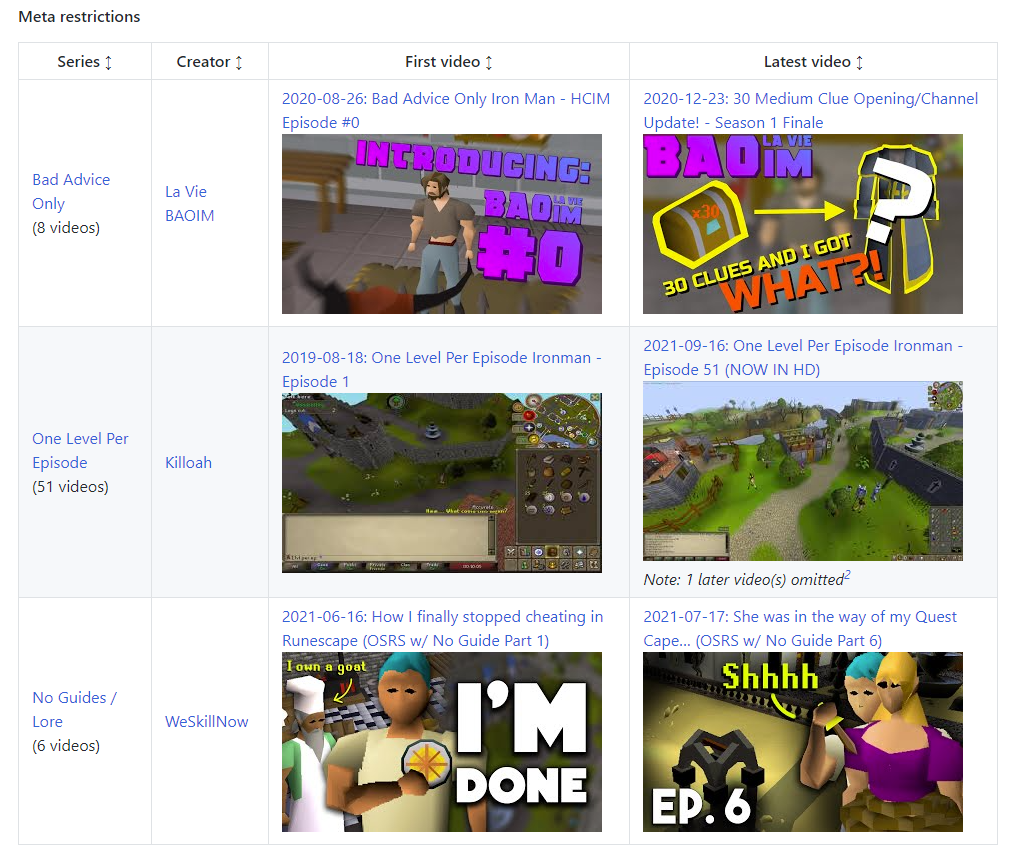 Meta restrictions
Series ↕ Creator ↕ First video ↕ Latest video ↕
Bad Advice
Only
(8 videos)
La Vie
BAOIM
2020-08-26: Bad Advice Only Iron Man - HCIM
Episode #0
INTRODUCING:
LA VIE
BAOIM
#0
2020-12-23: 30 Medium Clue Opening/Channel
Update! - Season 1 Finale
LA VIE
BAOIM
x30
?
30 CLUES AND I GOT
WHAT?!
One Level Per
Episode
(51 videos)
Killoah
2019-08-18: One Level Per Episode Ironman -
Episode 1
2021-09-16: One Level Per Episode Ironman -
Episode 51 (NOW IN HD)
Note: 1 later video(s) omitted2
No Guides /
Lore
(6 videos)
WeSkillNow
2021-06-16: How I finally stopped cheating in
Runescape (OSRS w/ No Guide Part 1)
I own a goat
I'M
DONE
2021-07-17: She was in the way of my Quest
Cape... (OSRS w/ No Guide Part 6)
Shhhh
EP. 6